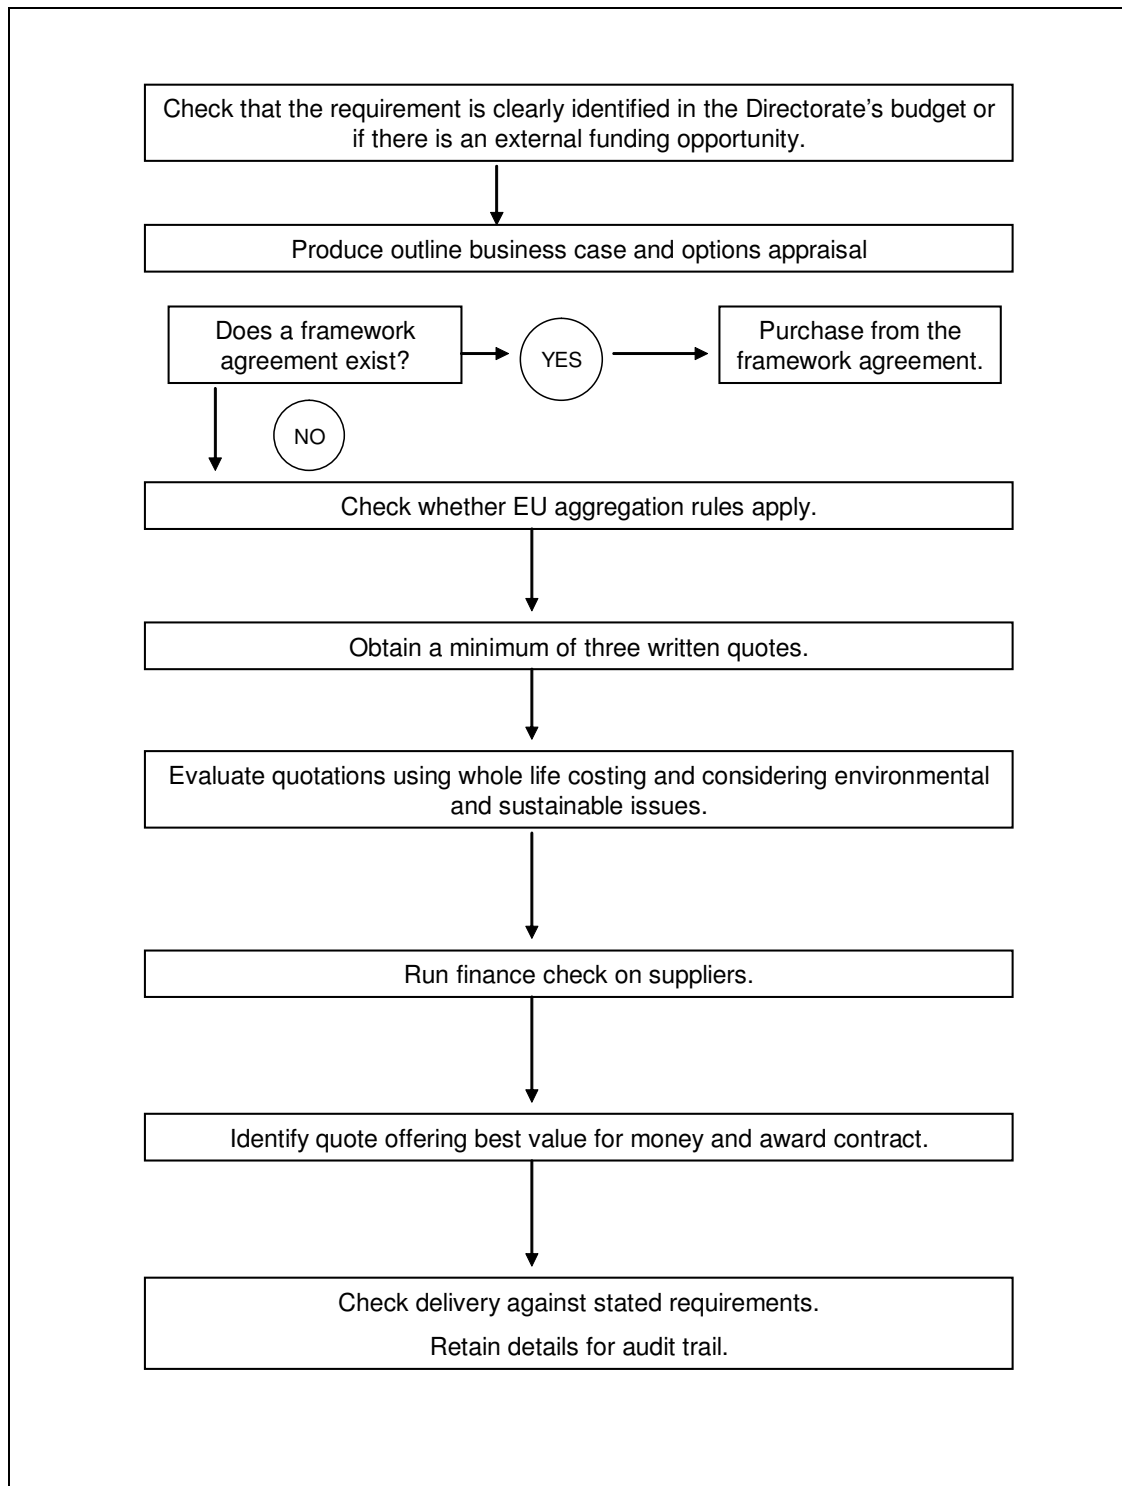 Check that the requirement is clearly identified in the Directorate’s budget or
if there is an external funding opportunity.
Produce outline business case and options appraisal
Does a framework
agreement exist?
YES
Purchase from the
framework agreement.
NO
Check whether EU aggregation rules apply.
Obtain a minimum of three written quotes.
Evaluate quotations using whole life costing and considering environmental
and sustainable issues.
Run finance check on suppliers.
Identify quote offering best value for money and award contract.
Check delivery against stated requirements.
Retain details for audit trail.